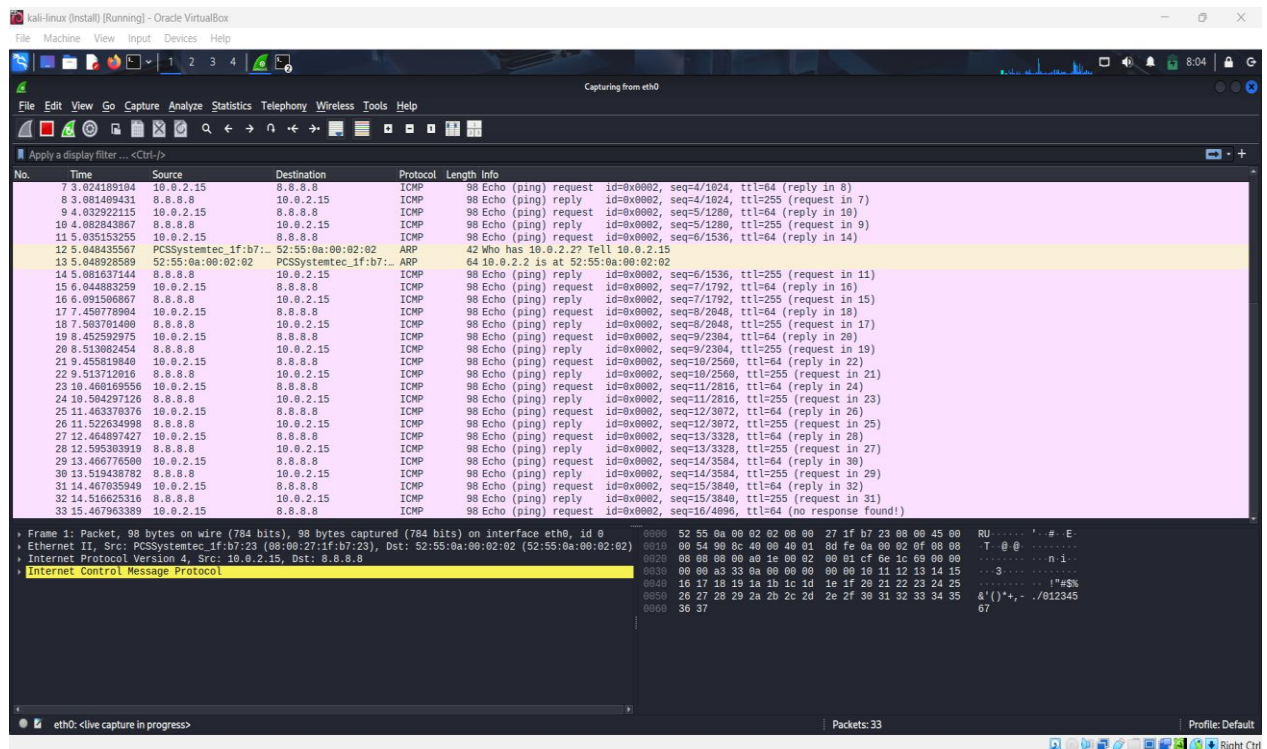 kali-linux (Install) [Running] - Oracle VirtualBox
File Machine View Input Devices Help
1 2 3 4 8:04
Capturing from eth0
File Edit View Go Capture Analyze Statistics Telephony Wireless Tools Help
Apply a display filter ... <Ctrl-/>
No. Time Source Destination Protocol Length Info
7 3.024189104 10.0.2.15 8.8.8.8 ICMP 98 Echo (ping) request id=0x0002, seq=4/1024, ttl=64 (reply in 8)
8 3.081409431 8.8.8.8 10.0.2.15 ICMP 98 Echo (ping) reply id=0x0002, seq=4/1024, ttl=255 (request in 7)
9 4.032922115 10.0.2.15 8.8.8.8 ICMP 98 Echo (ping) request id=0x0002, seq=5/1280, ttl=64 (reply in 10)
10 4.082843867 8.8.8.8 10.0.2.15 ICMP 98 Echo (ping) reply id=0x0002, seq=5/1280, ttl=255 (request in 9)
11 5.035153255 10.0.2.15 8.8.8.8 ICMP 98 Echo (ping) request id=0x0002, seq=6/1536, ttl=64 (reply in 14)
12 5.048435567 PCSSystemtec_1f:b7:… 52:55:0a:00:02:02 ARP 42 Who has 10.0.2.2? Tell 10.0.2.15
13 5.048928589 52:55:0a:00:02:02 PCSSystemtec_1f:b7:… ARP 64 10.0.2.2 is at 52:55:0a:00:02:02
14 5.081637144 8.8.8.8 10.0.2.15 ICMP 98 Echo (ping) reply id=0x0002, seq=6/1536, ttl=255 (request in 11)
15 6.044883259 10.0.2.15 8.8.8.8 ICMP 98 Echo (ping) request id=0x0002, seq=7/1792, ttl=64 (reply in 16)
16 6.091506867 8.8.8.8 10.0.2.15 ICMP 98 Echo (ping) reply id=0x0002, seq=7/1792, ttl=255 (request in 15)
17 7.450778904 10.0.2.15 8.8.8.8 ICMP 98 Echo (ping) request id=0x0002, seq=8/2048, ttl=64 (reply in 18)
18 7.503701400 8.8.8.8 10.0.2.15 ICMP 98 Echo (ping) reply id=0x0002, seq=8/2048, ttl=255 (request in 17)
19 8.452592975 10.0.2.15 8.8.8.8 ICMP 98 Echo (ping) request id=0x0002, seq=9/2304, ttl=64 (reply in 20)
20 8.513082454 8.8.8.8 10.0.2.15 ICMP 98 Echo (ping) reply id=0x0002, seq=9/2304, ttl=255 (request in 19)
21 9.455819840 10.0.2.15 8.8.8.8 ICMP 98 Echo (ping) request id=0x0002, seq=10/2560, ttl=64 (reply in 22)
22 9.513712016 8.8.8.8 10.0.2.15 ICMP 98 Echo (ping) reply id=0x0002, seq=10/2560, ttl=255 (request in 21)
23 10.460169556 10.0.2.15 8.8.8.8 ICMP 98 Echo (ping) request id=0x0002, seq=11/2816, ttl=64 (reply in 24)
24 10.504297126 8.8.8.8 10.0.2.15 ICMP 98 Echo (ping) reply id=0x0002, seq=11/2816, ttl=255 (request in 23)
25 11.463370376 10.0.2.15 8.8.8.8 ICMP 98 Echo (ping) request id=0x0002, seq=12/3072, ttl=64 (reply in 26)
26 11.522634998 8.8.8.8 10.0.2.15 ICMP 98 Echo (ping) reply id=0x0002, seq=12/3072, ttl=255 (request in 25)
27 12.464897427 10.0.2.15 8.8.8.8 ICMP 98 Echo (ping) request id=0x0002, seq=13/3328, ttl=64 (reply in 28)
28 12.595303919 8.8.8.8 10.0.2.15 ICMP 98 Echo (ping) reply id=0x0002, seq=13/3328, ttl=255 (request in 27)
29 13.466776500 10.0.2.15 8.8.8.8 ICMP 98 Echo (ping) request id=0x0002, seq=14/3584, ttl=64 (reply in 30)
30 13.519438782 8.8.8.8 10.0.2.15 ICMP 98 Echo (ping) reply id=0x0002, seq=14/3584, ttl=255 (request in 29)
31 14.467035949 10.0.2.15 8.8.8.8 ICMP 98 Echo (ping) request id=0x0002, seq=15/3840, ttl=64 (reply in 32)
32 14.516625316 8.8.8.8 10.0.2.15 ICMP 98 Echo (ping) reply id=0x0002, seq=15/3840, ttl=255 (request in 31)
33 15.467963389 10.0.2.15 8.8.8.8 ICMP 98 Echo (ping) request id=0x0002, seq=16/4096, ttl=64 (no response found!)
Frame 1: Packet, 98 bytes on wire (784 bits), 98 bytes captured (784 bits) on interface eth0, id 0
Ethernet II, Src: PCSSystemtec_1f:b7:23 (08:00:27:1f:b7:23), Dst: 52:55:0a:00:02:02 (52:55:0a:00:02:02)
Internet Protocol Version 4, Src: 10.0.2.15, Dst: 8.8.8.8
Internet Control Message Protocol
0000 52 55 0a 00 02 02 08 00 27 1f b7 23 08 00 45 00 RU······ '··#··E·
0010 00 54 90 8c 40 00 40 01 8d fe 0a 00 02 0f 08 08 ·T··@·@· ········
0020 08 08 08 00 a0 1e 00 02 00 01 cf 6e 1c 69 00 00 ········ ···n·i··
0030 00 00 a3 33 0a 00 00 00 00 00 10 11 12 13 14 15 ···3···· ········
0040 16 17 18 19 1a 1b 1c 1d 1e 1f 20 21 22 23 24 25 ········ ·· !"#$%
0050 26 27 28 29 2a 2b 2c 2d 2e 2f 30 31 32 33 34 35 &'()*+,- ./012345
0060 36 37 67
eth0: <live capture in progress> Packets: 33 Profile: Default
Right Ctrl